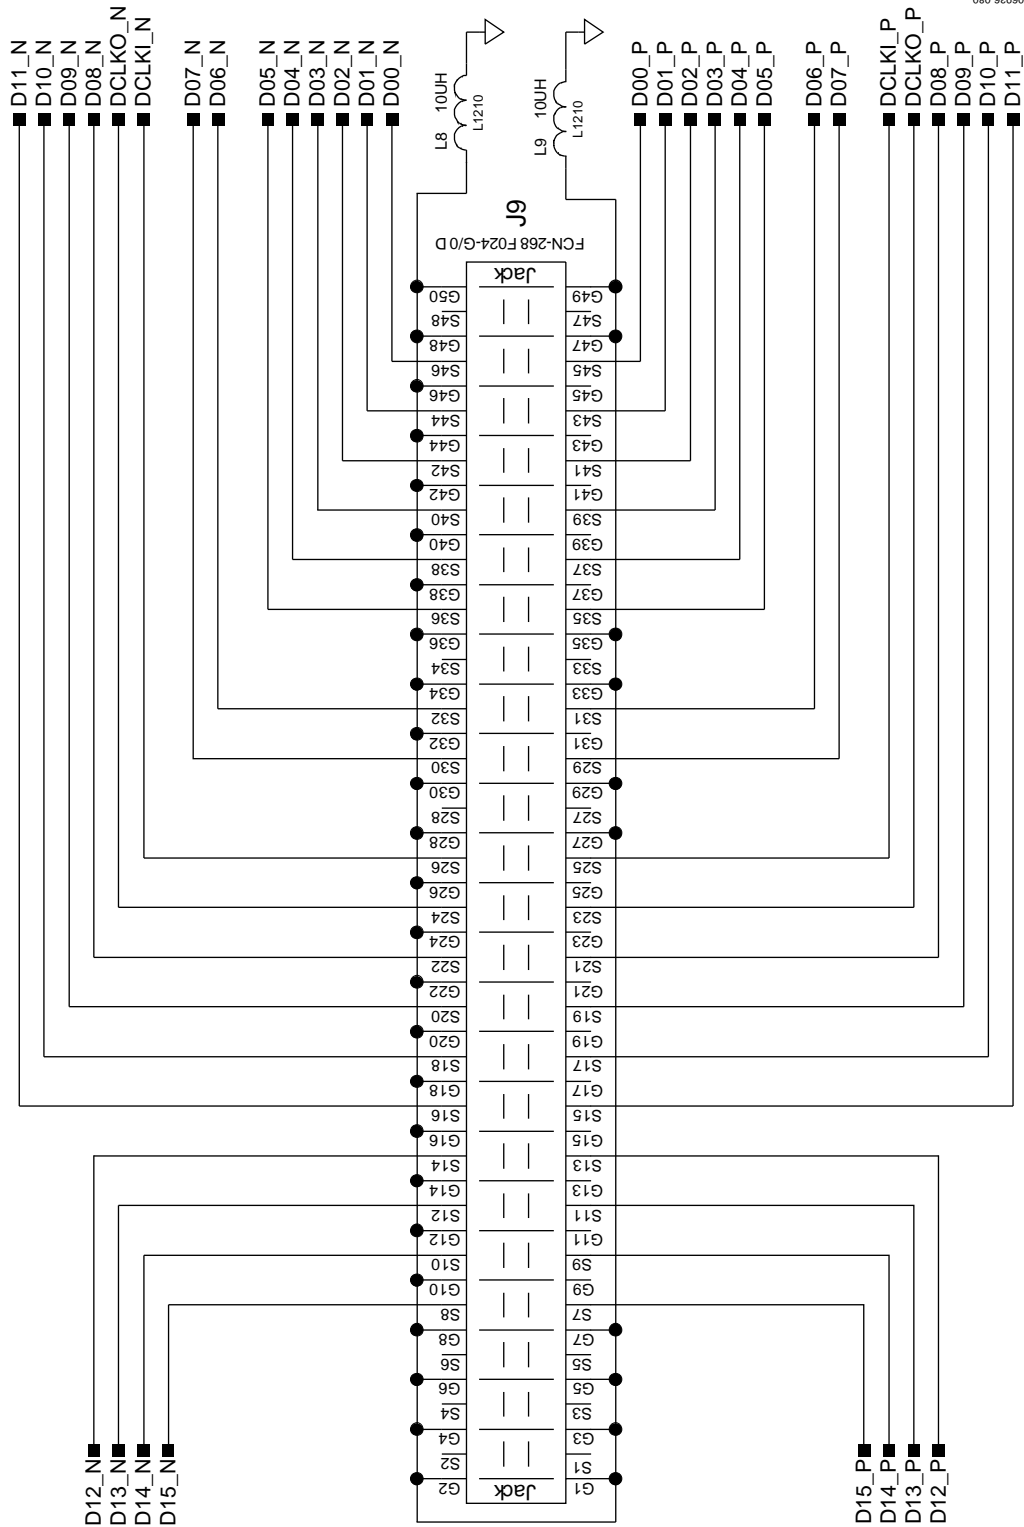 06936-080
D11_N
D10_N
D09_N
D08_N
DCLKO_N
DCLKI_N
D07_N
D06_N
D05_N
D04_N
D03_N
D02_N
D01_N
D00_N
L8 10UH
L1210
L9 10UH
L1210
D00_P
D01_P
D02_P
D03_P
D04_P
D05_P
D06_P
D07_P
DCLKI_P
DCLKO_P
D08_P
D09_P
D10_P
D11_P
J9
FCN-268 F024-G/0 D
Jack
G50 G49
S48 S47
G48 G47
S46 S45
G46 G45
S44 S43
G44 G43
S42 S41
G42 G41
S40 S39
G40 G39
S38 S37
G38 G37
S36 S35
G36 G35
S34 S33
G34 G33
S32 S31
G32 G31
S30 S29
G30 G29
S28 S27
G28 G27
S26 S25
G26 G25
S24 S23
G24 G23
S22 S21
G22 G21
S20 S19
G20 G19
S18 S17
G18 G17
S16 S15
G16 G15
S14 S13
G14 G13
S12 S11
G12 G11
S10 S9
G10 G9
S8 S7
G8 G7
S6 S5
G6 G5
S4 S3
G4 G3
S2 S1
G2 G1
Jack
D12_N
D13_N
D14_N
D15_N
D15_P
D14_P
D13_P
D12_P